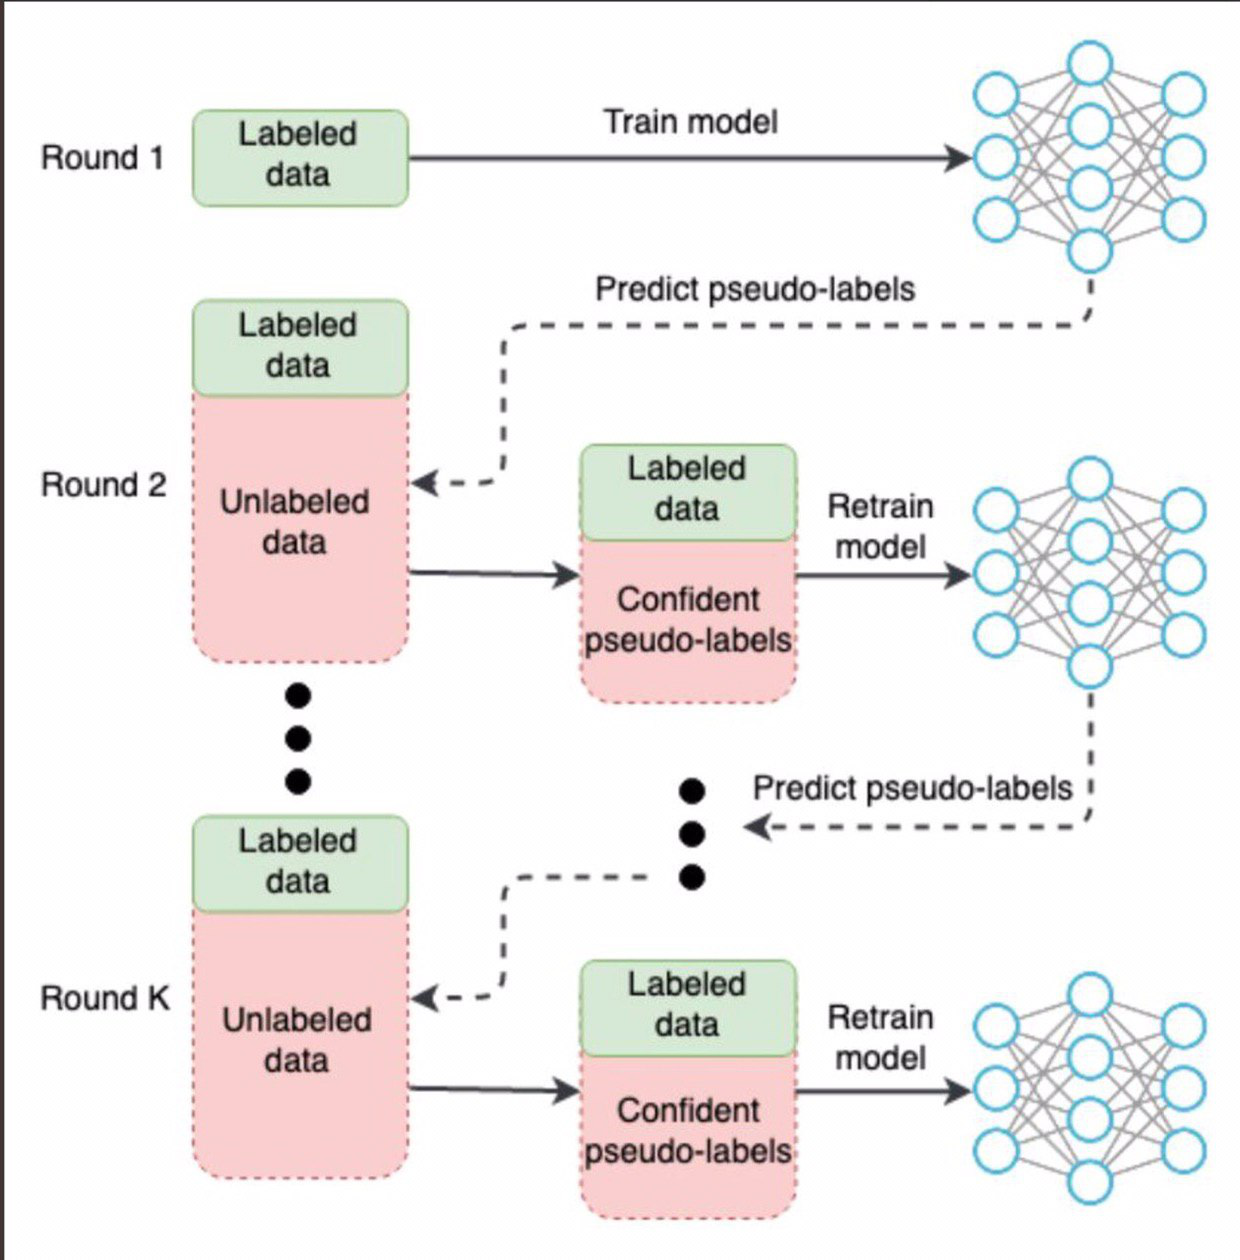 Round 1
Labeled
data
Train model
Predict pseudo-labels
Labeled
data
Round 2
Unlabeled
data
Labeled
data
Confident
pseudo-labels
Retrain
model
Predict pseudo-labels
Labeled
data
Round K
Unlabeled
data
Labeled
data
Confident
pseudo-labels
Retrain
model